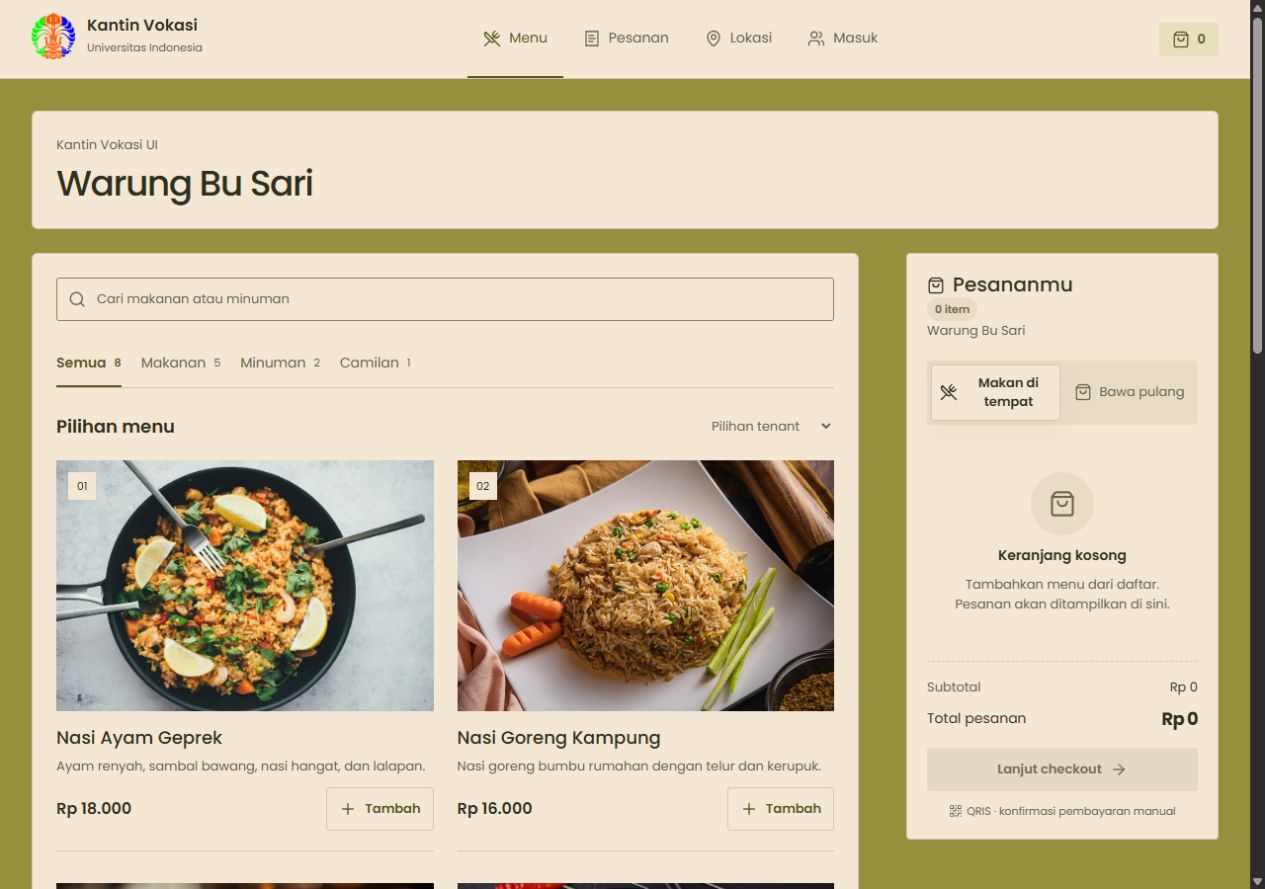 Kantin Vokasi
Universitas Indonesia
Menu
Pesanan
Lokasi
Masuk
0
Kantin Vokasi UI
Warung Bu Sari
Cari makanan atau minuman
Semua 8
Makanan 5
Minuman 2
Camilan 1
Pilihan menu
Pilihan tenant
01
Nasi Ayam Geprek
Ayam renyah, sambal bawang, nasi hangat, dan lalapan.
Rp 18.000
+ Tambah
02
Nasi Goreng Kampung
Nasi goreng bumbu rumahan dengan telur dan kerupuk.
Rp 16.000
+ Tambah
Pesananmu
0 item
Warung Bu Sari
Makan di
tempat
Bawa pulang
Keranjang kosong
Tambahkan menu dari daftar.
Pesanan akan ditampilkan di sini.
Subtotal Rp 0
Total pesanan Rp 0
Lanjut checkout →
QRIS · konfirmasi pembayaran manual